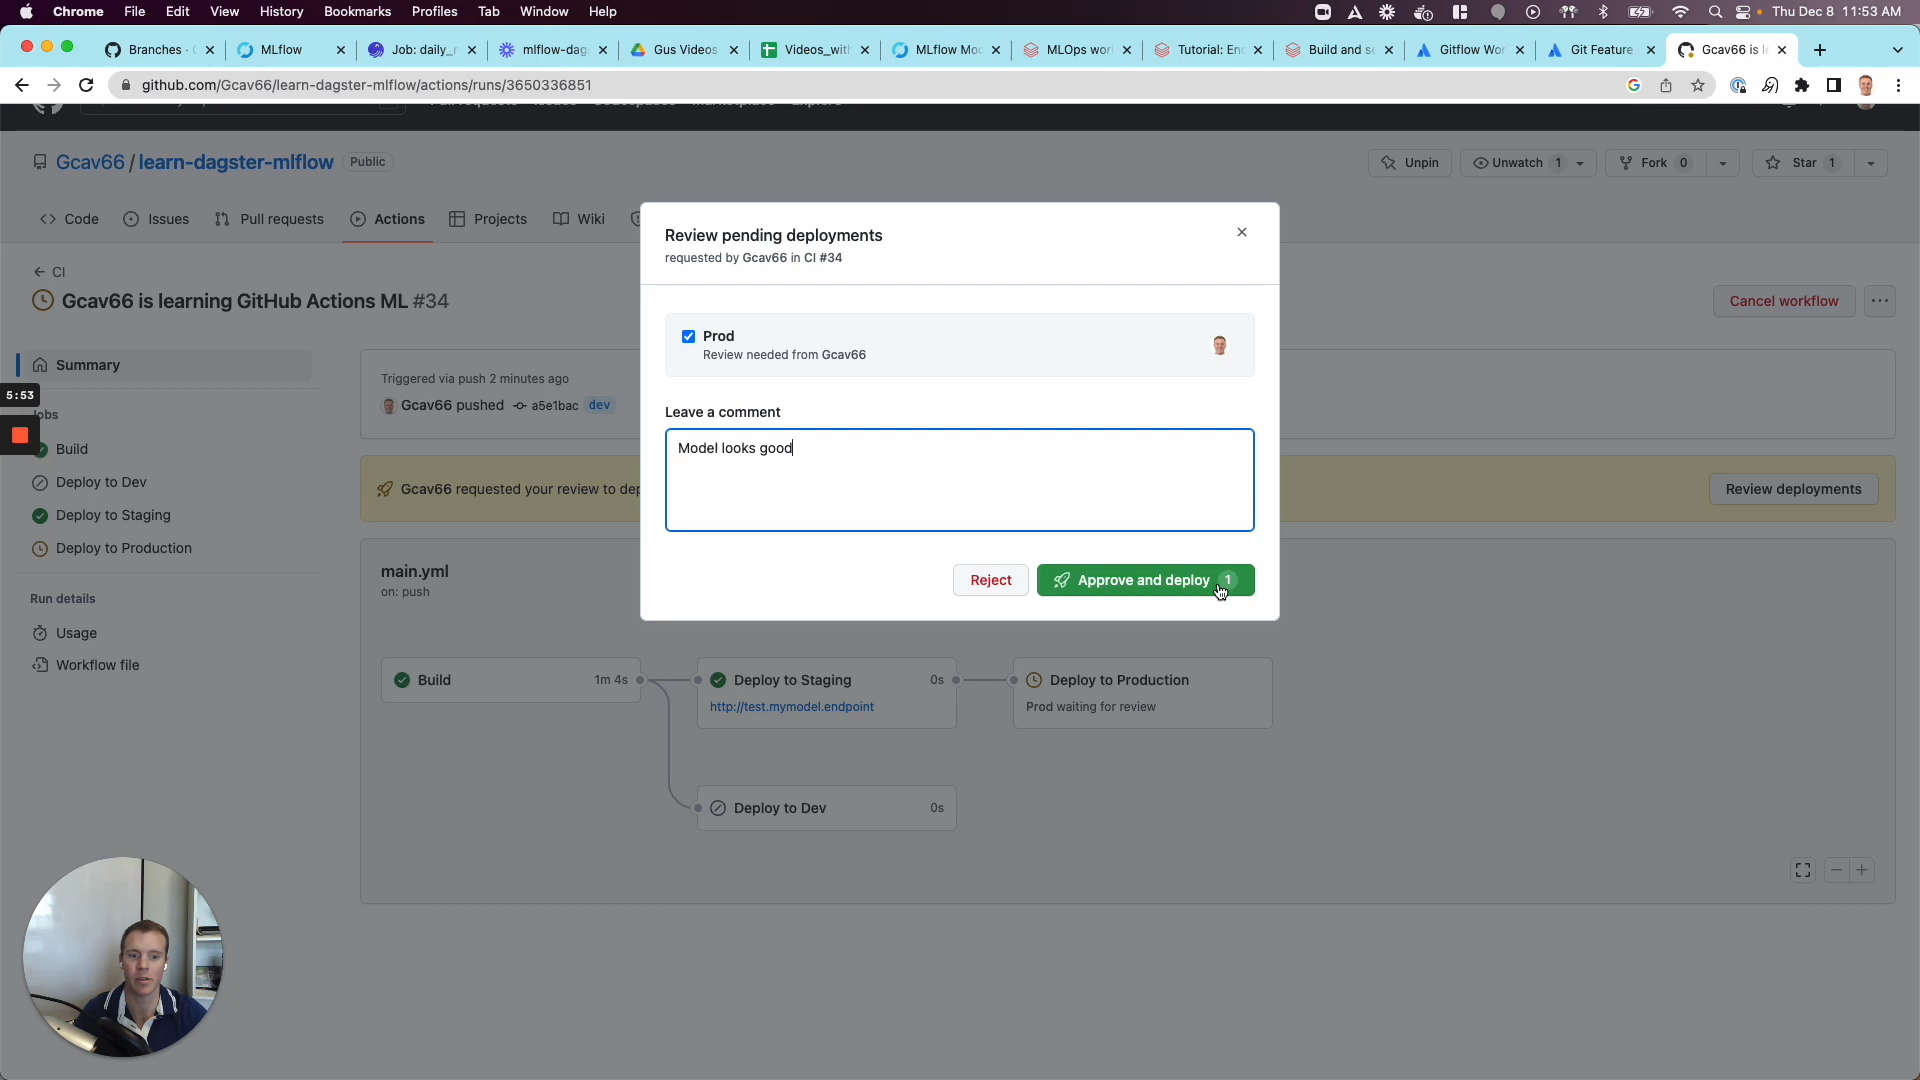 Chrome File Edit View History Bookmarks Profiles Tab Window Help Thu Dec 8 11:53 AM
Branches · MLflow Job: daily_ mlflow-dag Gus Videos Videos_with MLflow Mod MLOps wor Tutorial: En Build and se Gitflow Wor Git Feature Gcav66 is le
github.com/Gcav66/learn-dagster-mlflow/actions/runs/3650336851
Gcav66 / learn-dagster-mlflow Public
Unpin Unwatch 1 Fork 0 Star 1
Code Issues Pull requests Actions Projects Wiki
Review pending deployments
requested by Gcav66 in CI #34
← CI
Gcav66 is learning GitHub Actions ML #34
Cancel workflow
Prod
Review needed from Gcav66
Summary
Triggered via push 2 minutes ago
5:53
Gcav66 pushed a5e1bac dev
Jobs
Leave a comment
Model looks good
Build
Deploy to Dev
Gcav66 requested your review to dep
Review deployments
Deploy to Staging
Deploy to Production
main.yml
on: push
Reject
Approve and deploy 1
Run details
Usage
Workflow file
Build 1m 4s
Deploy to Staging 0s
http://test.mymodel.endpoint
Deploy to Production
Prod waiting for review
Deploy to Dev 0s